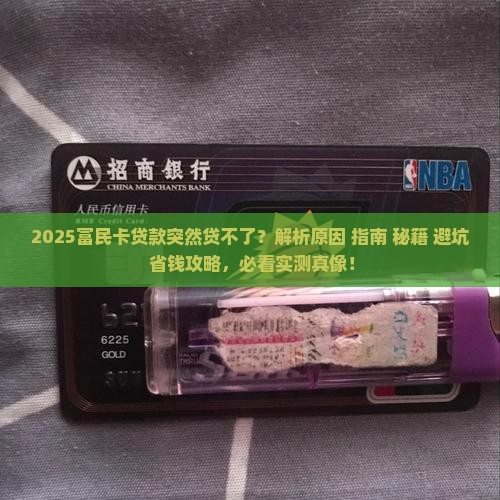 招商银行
CHINA MERCHANTS BANK
NBA
人民币信用卡
RMB Credit Card
2025富民卡贷款突然贷不了？解析原因 指南 秘籍 避坑
省钱攻略，必看实测真像！
6225
GOLD
THRU